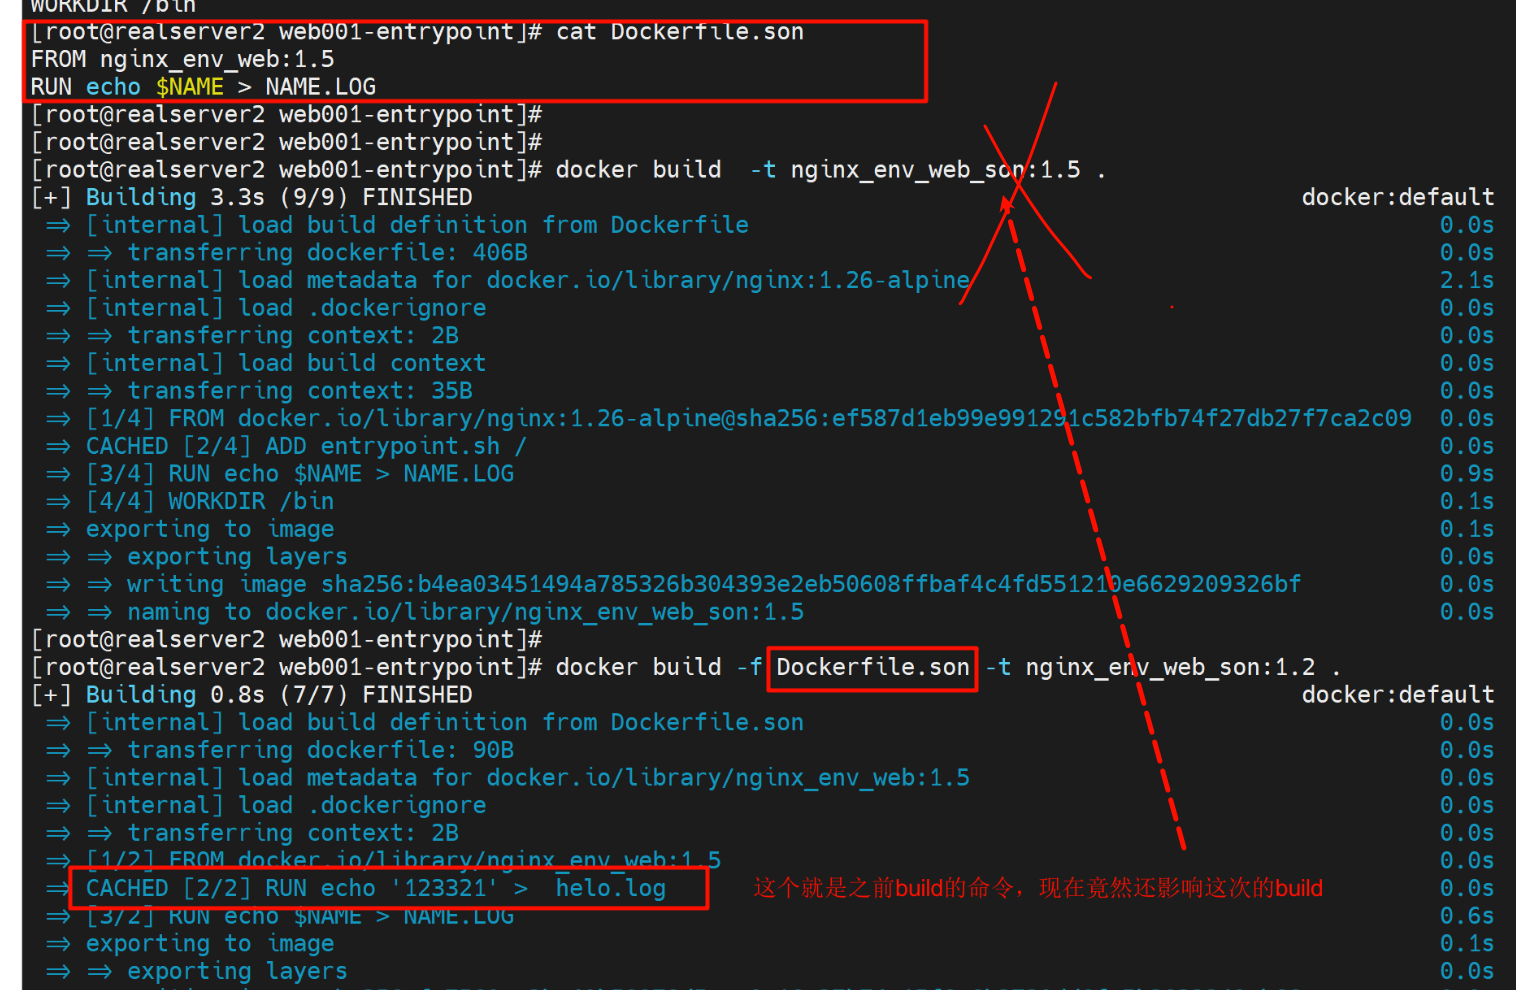 WORKDIR /bin
[root@realserver2 web001-entrypoint]# cat Dockerfile.son
FROM nginx_env_web:1.5
RUN echo $NAME > NAME.LOG
[root@realserver2 web001-entrypoint]#
[root@realserver2 web001-entrypoint]#
[root@realserver2 web001-entrypoint]# docker build  -t nginx_env_web_son:1.5 .
[+] Building 3.3s (9/9) FINISHED docker:default
=> [internal] load build definition from Dockerfile 0.0s
=> => transferring dockerfile: 406B 0.0s
=> [internal] load metadata for docker.io/library/nginx:1.26-alpine 2.1s
=> [internal] load .dockerignore 0.0s
=> => transferring context: 2B 0.0s
=> [internal] load build context 0.0s
=> => transferring context: 35B 0.0s
=> [1/4] FROM docker.io/library/nginx:1.26-alpine@sha256:ef587d1eb99e991291c582bfb74f27db27f7ca2c09 0.0s
=> CACHED [2/4] ADD entrypoint.sh / 0.0s
=> [3/4] RUN echo $NAME > NAME.LOG 0.9s
=> [4/4] WORKDIR /bin 0.1s
=> exporting to image 0.1s
=> => exporting layers 0.0s
=> => writing image sha256:b4ea03451494a785326b304393e2eb50608ffbaf4c4fd551210e6629209326bf 0.0s
=> => naming to docker.io/library/nginx_env_web_son:1.5 0.0s
[root@realserver2 web001-entrypoint]#
[root@realserver2 web001-entrypoint]# docker build -f Dockerfile.son -t nginx_env_web_son:1.2 .
[+] Building 0.8s (7/7) FINISHED docker:default
=> [internal] load build definition from Dockerfile.son 0.0s
=> => transferring dockerfile: 90B 0.0s
=> [internal] load metadata for docker.io/library/nginx_env_web:1.5 0.0s
=> [internal] load .dockerignore 0.0s
=> => transferring context: 2B 0.0s
=> [1/2] FROM docker.io/library/nginx_env_web:1.5 0.0s
=> CACHED [2/2] RUN echo '123321' >  helo.log 这个就是之前build的命令，现在竟然还影响这次的build 0.0s
=> [3/2] RUN echo $NAME > NAME.LOG 0.6s
=> exporting to image 0.1s
=> => exporting layers 0.0s